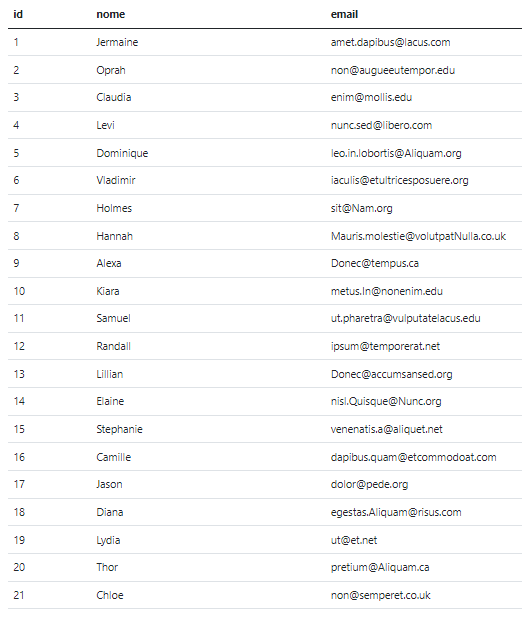 id nome email
1 Jermaine amet.dapibus@lacus.com
2 Oprah non@augueeutempor.edu
3 Claudia enim@mollis.edu
4 Levi nunc.sed@libero.com
5 Dominique leo.in.lobortis@Aliquam.org
6 Vladimir iaculis@etultricesposuere.org
7 Holmes sit@Nam.org
8 Hannah Mauris.molestie@volutpatNulla.co.uk
9 Alexa Donec@tempus.ca
10 Kiara metus.In@nonenim.edu
11 Samuel ut.pharetra@vulputatelacus.edu
12 Randall ipsum@temporerat.net
13 Lillian Donec@accumsansed.org
14 Elaine nisl.Quisque@Nunc.org
15 Stephanie venenatis.a@aliquet.net
16 Camille dapibus.quam@etcommodoat.com
17 Jason dolor@pede.org
18 Diana egestas.Aliquam@risus.com
19 Lydia ut@et.net
20 Thor pretium@Aliquam.ca
21 Chloe non@semperet.co.uk